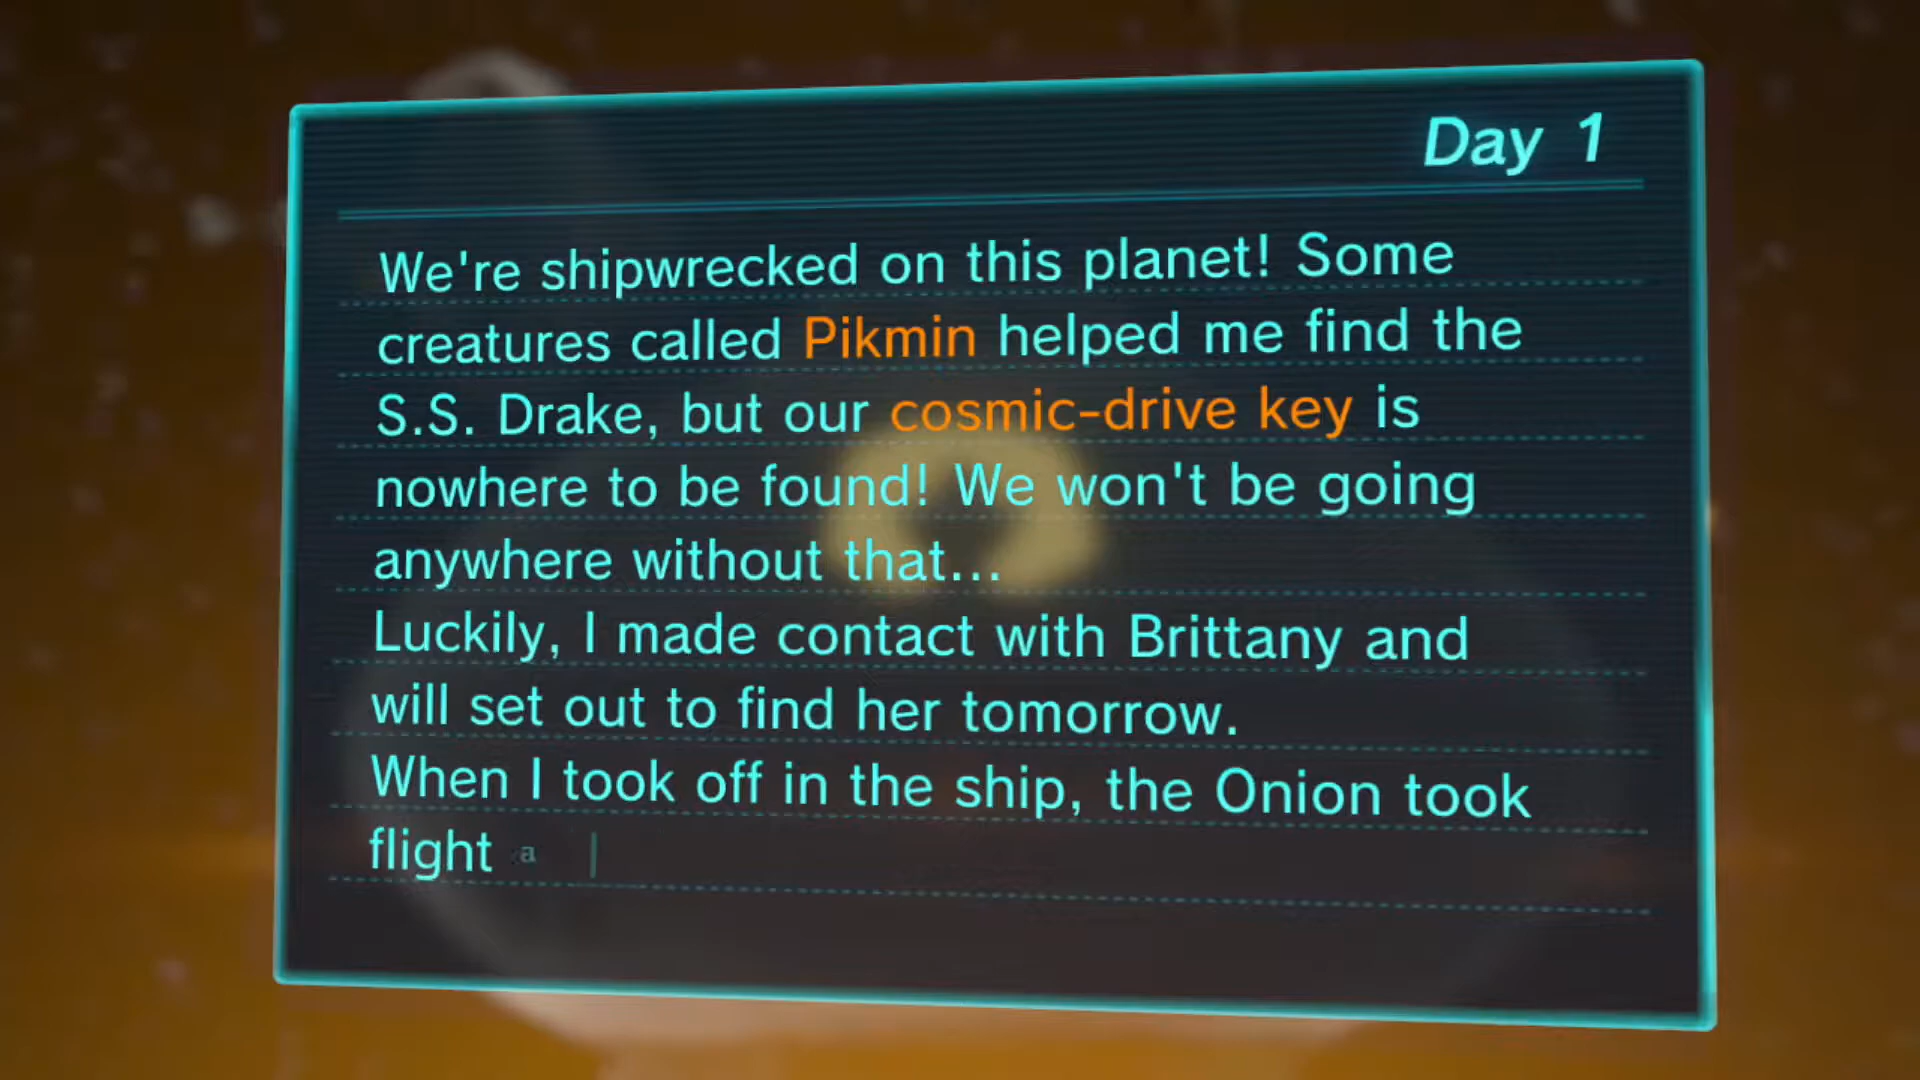 Day 1
We're shipwrecked on this planet! Some
creatures called Pikmin helped me find the
S.S. Drake, but our cosmic-drive key is
nowhere to be found! We won't be going
anywhere without that...
Luckily, I made contact with Brittany and
will set out to find her tomorrow.
When I took off in the ship, the Onion took
flight a